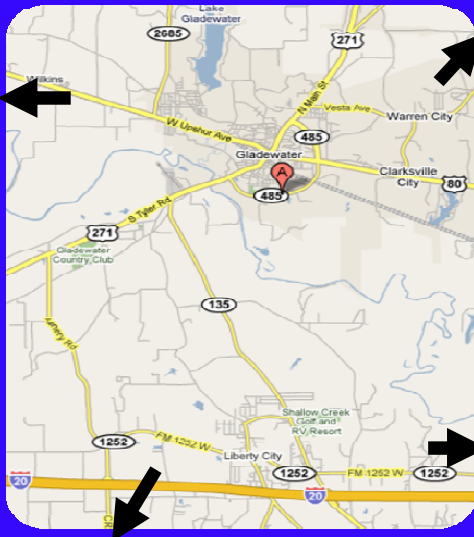 Lake
Gladewater
2685
271
Wilkins
N Main St
Vesta Ave
Warren City
W Upshur Ave
485
Gladewater
A
Clarksville
City
80
485
S Tyler Rd
271
Gladewater
Country Club
135
Shallow Creek
Golf and
RV Resort
1252
FM 1252 W
Liberty City
1252
FM 1252 W
1252
20
20